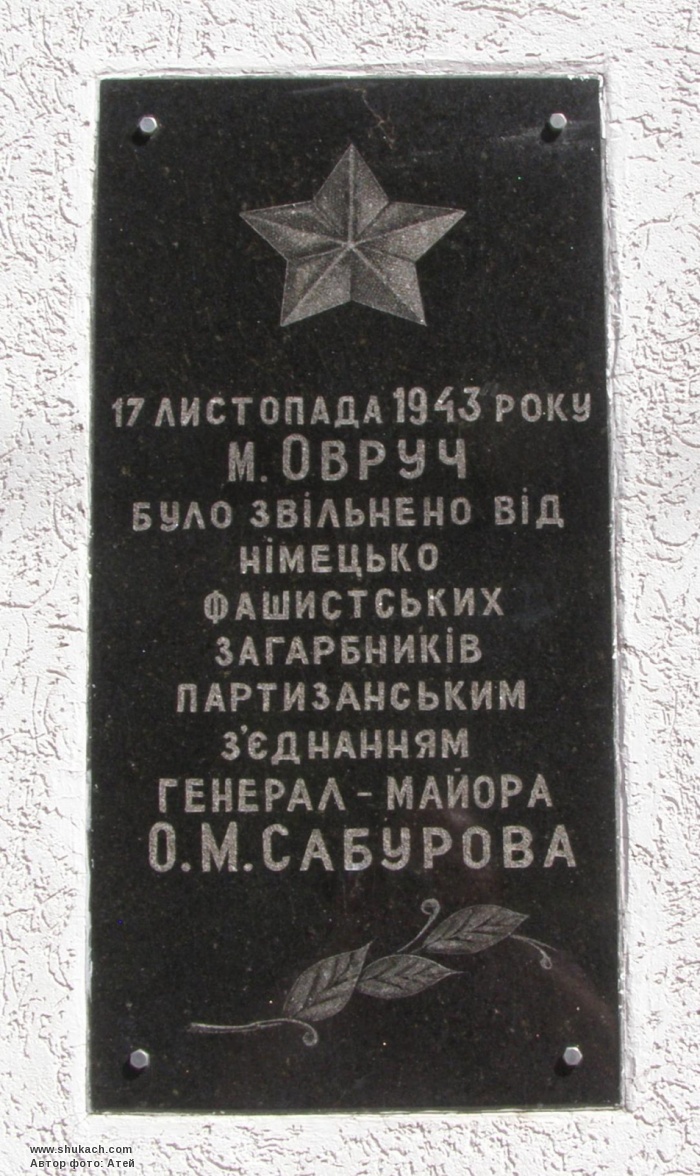 17 ЛИСТОПАДА 1943 РОКУ
М. ОВРУЧ
БУЛО ЗВІЛЬНЕНО ВІД
НІМЕЦЬКО
ФАШИСТСЬКИХ
ЗАГАРБНИКІВ
ПАРТИЗАНСЬКИМ
З'ЄДНАННЯМ
ГЕНЕРАЛ - МАЙОРА
О.М. САБУРОВА
www.shukach.com
Автор фото: Атей